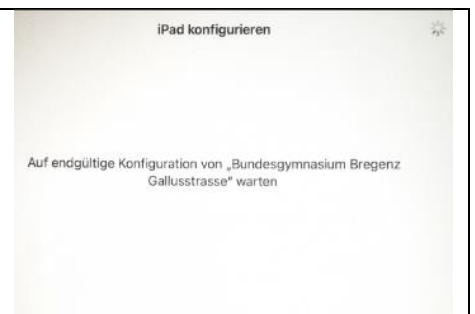 iPad konfigurieren
Auf endgültige Konfiguration von „Bundesgymnasium Bregenz
Gallusstrasse" warten